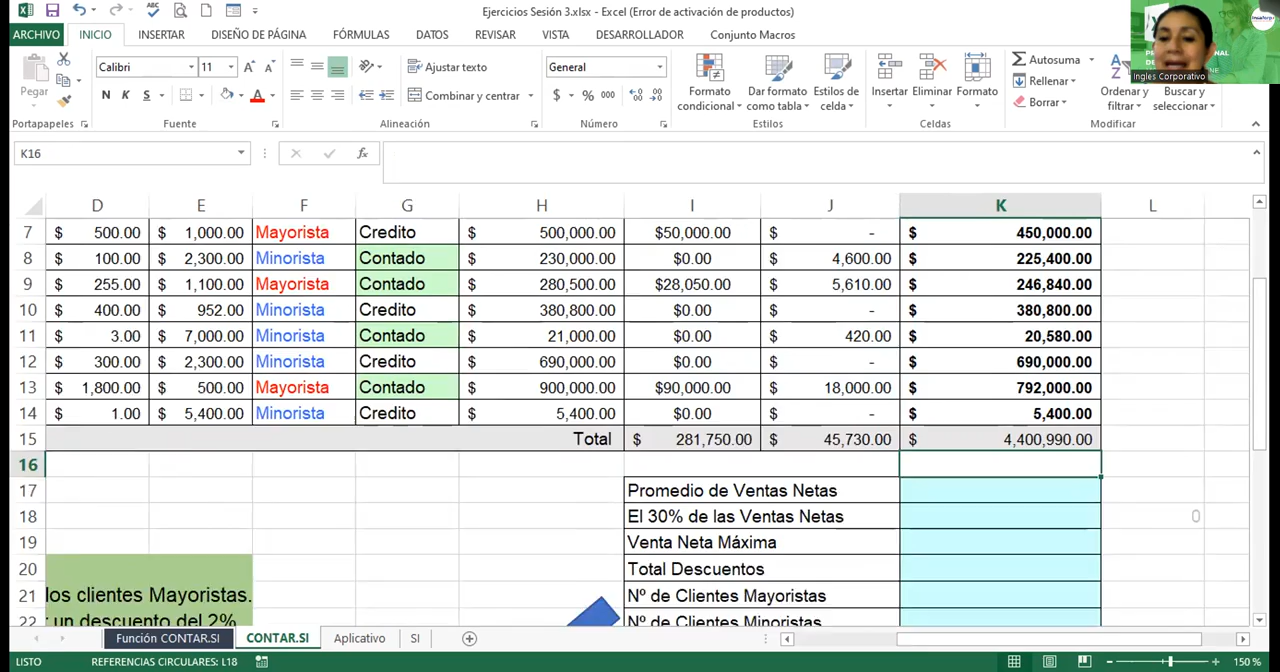 Ejercicios Sesión 3.xlsx - Excel (Error de activación de productos)
ARCHIVO INICIO INSERTAR DISEÑO DE PÁGINA FÓRMULAS DATOS REVISAR VISTA DESARROLLADOR Conjunto Macros
Ingles Corporativo
Pegar
Calibri 11
N K S
Ajustar texto
Combinar y centrar
General
$ % 000
Formato condicional
Dar formato como tabla
Estilos de celda
Insertar Eliminar Formato
Autosuma
Rellenar
Borrar
Ordenar y filtrar
Buscar y seleccionar
Portapapeles Fuente Alineación Número Estilos Celdas Modificar
K16 fx
D E F G H I J K L
7 $ 500.00 $ 1,000.00 Mayorista Credito $ 500,000.00 $50,000.00 $ - $ 450,000.00
8 $ 100.00 $ 2,300.00 Minorista Contado $ 230,000.00 $0.00 $ 4,600.00 $ 225,400.00
9 $ 255.00 $ 1,100.00 Mayorista Contado $ 280,500.00 $28,050.00 $ 5,610.00 $ 246,840.00
10 $ 400.00 $ 952.00 Minorista Credito $ 380,800.00 $0.00 $ - $ 380,800.00
11 $ 3.00 $ 7,000.00 Minorista Contado $ 21,000.00 $0.00 $ 420.00 $ 20,580.00
12 $ 300.00 $ 2,300.00 Minorista Credito $ 690,000.00 $0.00 $ - $ 690,000.00
13 $ 1,800.00 $ 500.00 Mayorista Contado $ 900,000.00 $90,000.00 $ 18,000.00 $ 792,000.00
14 $ 1.00 $ 5,400.00 Minorista Credito $ 5,400.00 $0.00 $ - $ 5,400.00
15 Total $ 281,750.00 $ 45,730.00 $ 4,400,990.00
16
17 Promedio de Ventas Netas
18 El 30% de las Ventas Netas 0
19 Venta Neta Máxima
20 Total Descuentos
21 los clientes Mayoristas. Nº de Clientes Mayoristas
22 un descuento del 2% Nº de Clientes Minoristas
Función CONTAR.SI CONTAR.SI Aplicativo SI
LISTO REFERENCIAS CIRCULARES: L18 150 %